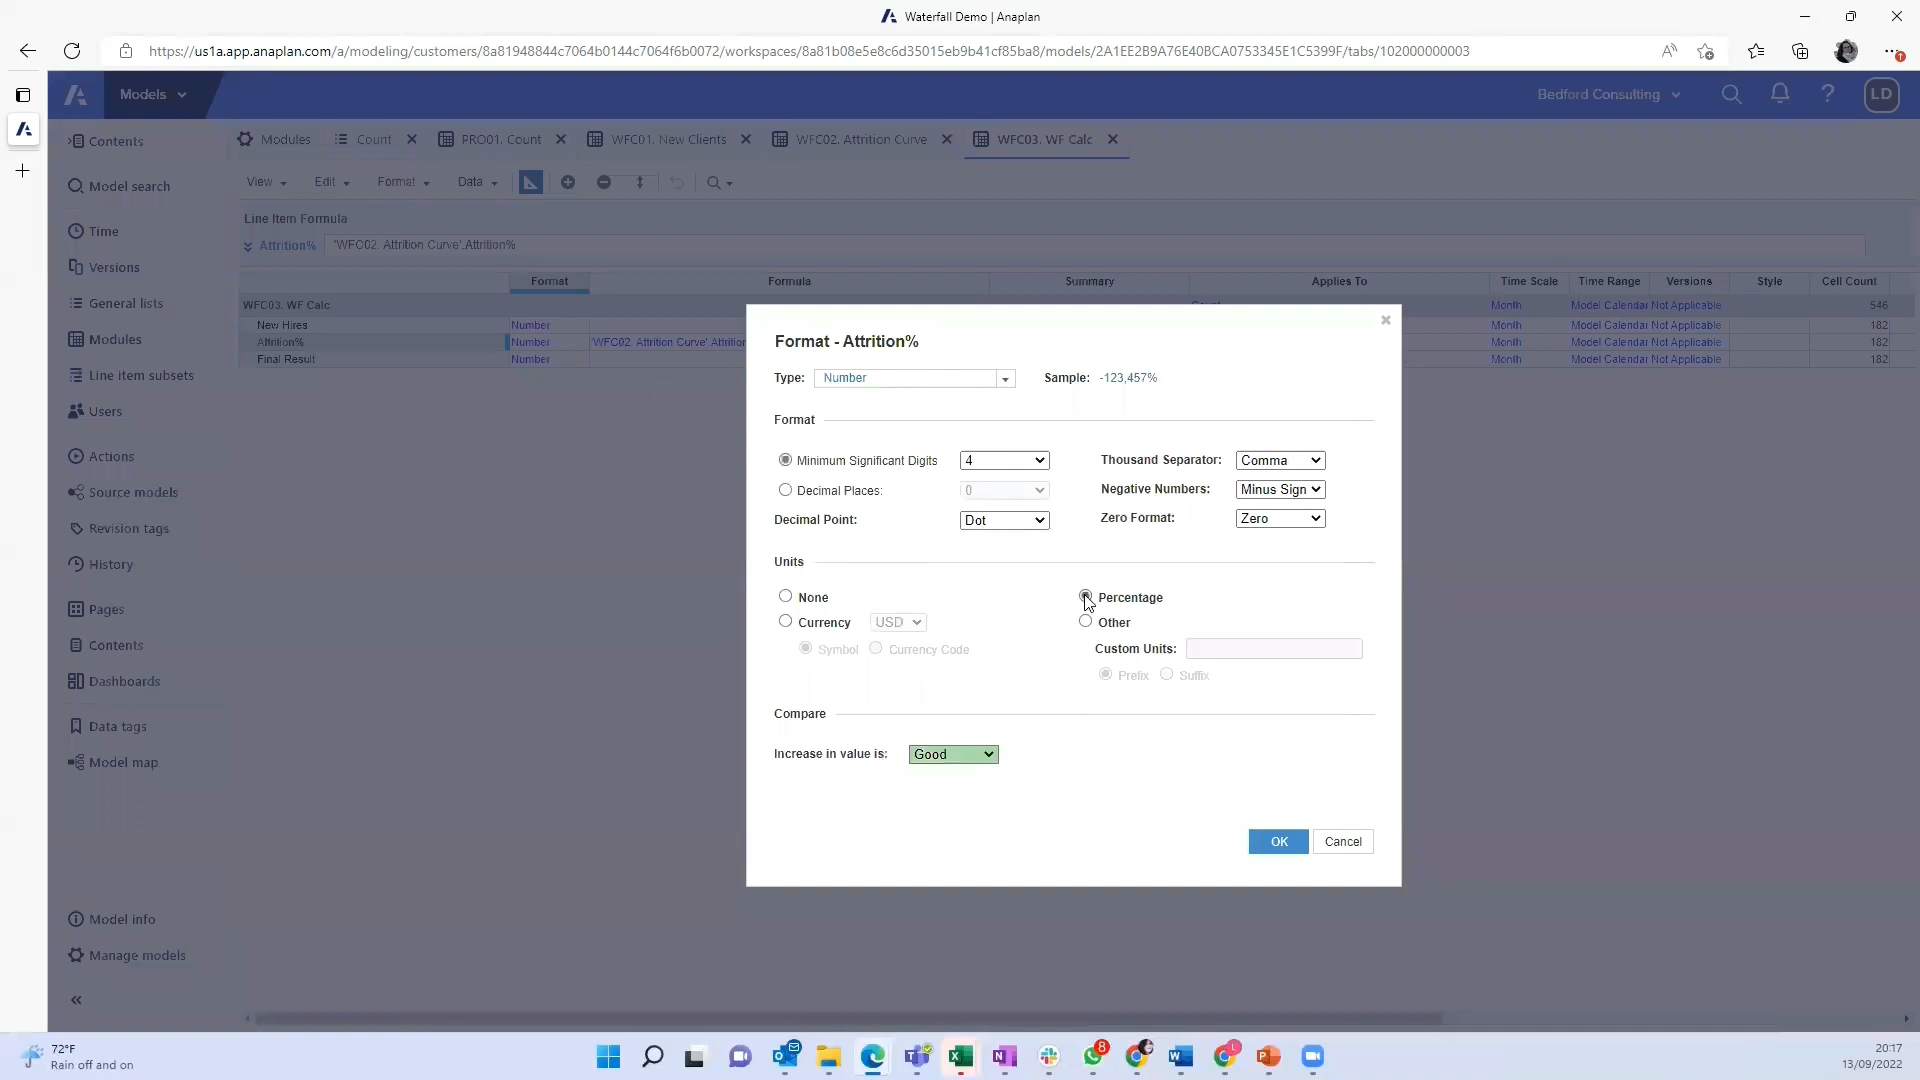 Waterfall Demo | Anaplan
https://us1a.app.anaplan.com/a/modeling/customers/8a81948844c7064b0144c7064f6b0072/workspaces/8a81b08e5e8c6d35015eb9b41cf85ba8/models/2A1EE2B9A76E40BCA0753345E1C5399F/tabs/102000000003
Models Bedford Consulting ? LD
Contents Modules Count PRO01. Count WFC01. New Clients WFC02. Attrition Curve WFC03. WF Calc
Model search View Edit Format Data
Line Item Formula
Time Attrition% 'WFC02. Attrition Curve'.Attrition%
Versions
Format Formula Summary Applies To Time Scale Time Range Versions Style Cell Count
General lists WFC03. WF Calc Count Month Model Calendar Not Applicable 546
New Hires Number Month Model Calendar Not Applicable 182
Modules Attrition% Number 'WFC02. Attrition Curve'.Attrition Month Model Calendar Not Applicable 182
Final Result Number Month Model Calendar Not Applicable 182
Line item subsets
Users
Actions
Source models
Revision tags
History
Pages
Contents
Dashboards
Data tags
Model map
Model info
Manage models
Format - Attrition%
Type: Number Sample: -123,457%
Format
Minimum Significant Digits 4 Thousand Separator: Comma
Decimal Places: 0 Negative Numbers: Minus Sign
Decimal Point: Dot Zero Format: Zero
Units
None Percentage
Currency USD Other
Symbol Currency Code Custom Units:
Prefix Suffix
Compare
Increase in value is: Good
OK Cancel
72°F
Rain off and on
8
20:17
13/09/2022